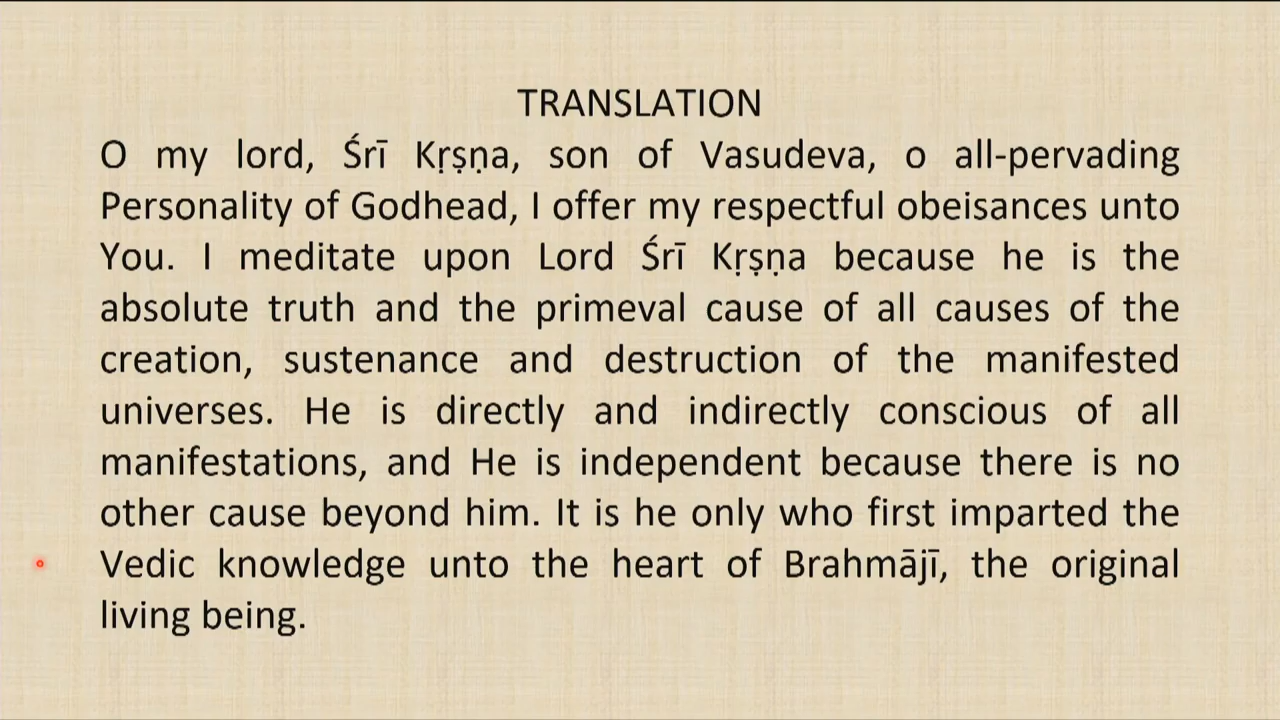 TRANSLATION
O my lord, Śrī Kṛṣṇa, son of Vasudeva, o all-pervading
Personality of Godhead, I offer my respectful obeisances unto
You. I meditate upon Lord Śrī Kṛṣṇa because he is the
absolute truth and the primeval cause of all causes of the
creation, sustenance and destruction of the manifested
universes. He is directly and indirectly conscious of all
manifestations, and He is independent because there is no
other cause beyond him. It is he only who first imparted the
Vedic knowledge unto the heart of Brahmājī, the original
living being.